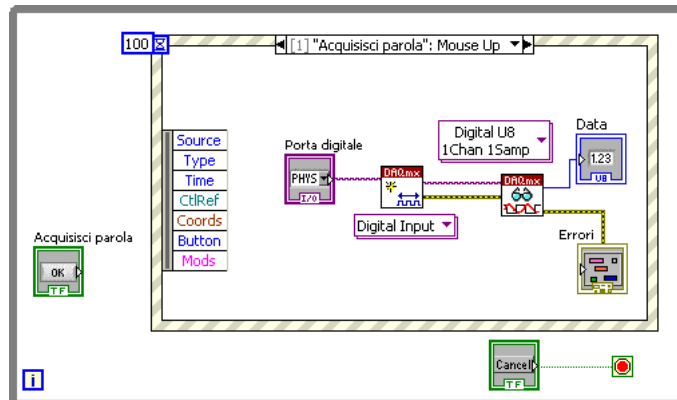 100
[1] "Acquisisci parola": Mouse Up
Source
Type
Time
CtlRef
Coords
Button
Mods
Porta digitale
PHYS
I/O
DAQmx
Digital Input
Digital U8
1Chan 1Samp
DAQmx
Data
1.23
U8
Errori
Acquisisci parola
OK
TF
Cancel
TF
i